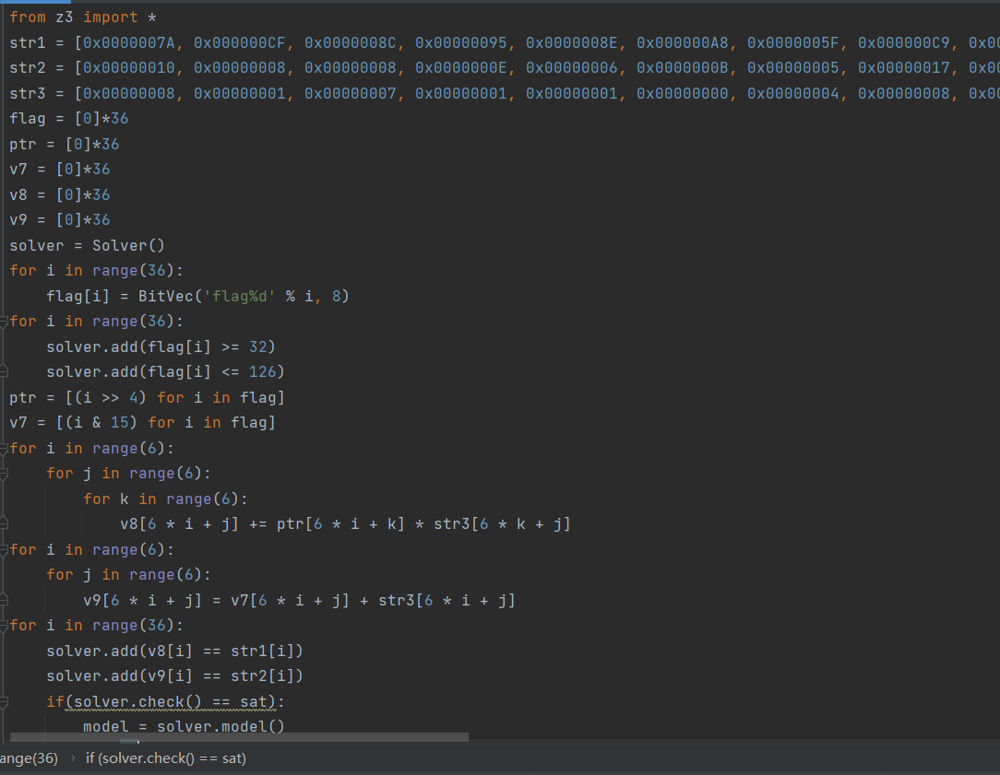 from z3 import *
str1 = [0x0000007A, 0x000000CF, 0x0000008C, 0x00000095, 0x0000008E, 0x000000A8, 0x0000005F, 0x000000C9, 0x00
str2 = [0x00000010, 0x00000008, 0x00000008, 0x0000000E, 0x00000006, 0x0000000B, 0x00000005, 0x00000017, 0x00
str3 = [0x00000008, 0x00000001, 0x00000007, 0x00000001, 0x00000001, 0x00000000, 0x00000004, 0x00000008, 0x00
flag = [0]*36
ptr = [0]*36
v7 = [0]*36
v8 = [0]*36
v9 = [0]*36
solver = Solver()
for i in range(36):
    flag[i] = BitVec('flag%d' % i, 8)
for i in range(36):
    solver.add(flag[i] >= 32)
    solver.add(flag[i] <= 126)
ptr = [(i >> 4) for i in flag]
v7 = [(i & 15) for i in flag]
for i in range(6):
    for j in range(6):
        for k in range(6):
            v8[6 * i + j] += ptr[6 * i + k] * str3[6 * k + j]
for i in range(6):
    for j in range(6):
        v9[6 * i + j] = v7[6 * i + j] + str3[6 * i + j]
for i in range(36):
    solver.add(v8[i] == str1[i])
    solver.add(v9[i] == str2[i])
    if(solver.check() == sat):
        model = solver.model()
ange(36) › if (solver.check() == sat)